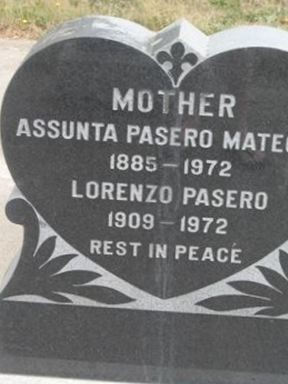 MOTHER
ASSUNTA PASERO
1885 - 1972
LORENZO PASERO
1909 - 1972
REST IN PEACE